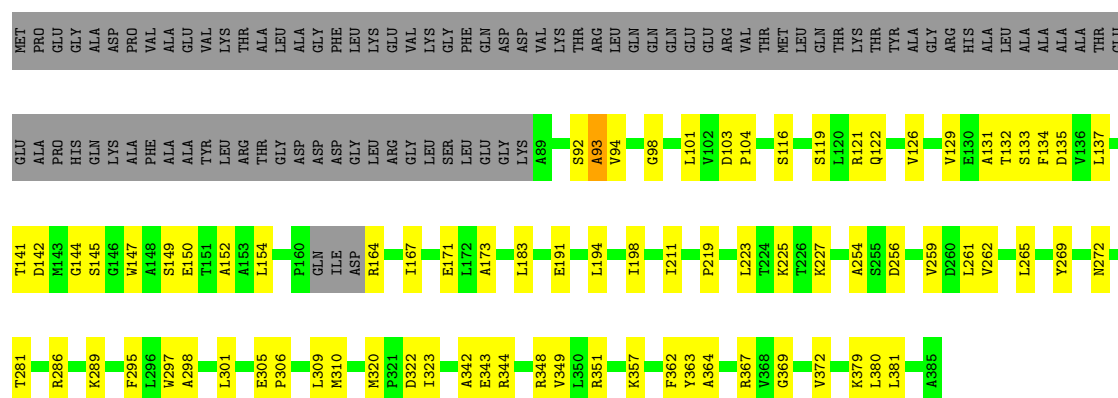 MET PRO GLU GLY ALA ASP PRO VAL ALA GLU VAL LYS THR ALA LEU ALA GLY PHE LEU LYS GLU VAL LYS GLY PHE GLN ASP ASP VAL LYS THR ARG LEU GLN GLN GLN GLU GLU ARG VAL THR MET LEU GLN THR LYS THR TYR ALA GLY ARG HIS ALA LEU ALA ALA ALA ALA THR GLU
GLU ALA PRO HIS GLN LYS ALA PHE ALA ALA TYR LEU ARG THR GLY ASP ASP ASP GLY LEU ARG GLY LEU SER LEU GLU GLY LYS A89 S92 A93 V94 G98 L101 V102 D103 P104 S116 S119 L120 R121 Q122 V126 V129 E130 A131 T132 S133 F134 D135 V136 L137
T141 D142 M143 G144 S145 G146 W147 A148 S149 E150 T151 A152 A153 L154 P160 GLN ILE ASP R164 I167 E171 L172 A173 L183 E191 L194 I198 I211 P219 L223 T224 K225 T226 K227 A254 S255 D256 V259 D260 L261 V262 L265 Y269 N272
T281 R286 K289 F295 L296 W297 A298 L301 E305 P306 L309 M310 M320 P321 D322 I323 A342 E343 R344 R348 V349 L350 R351 K357 F362 Y363 A364 R367 V368 G369 V372 K379 L380 L381 A385